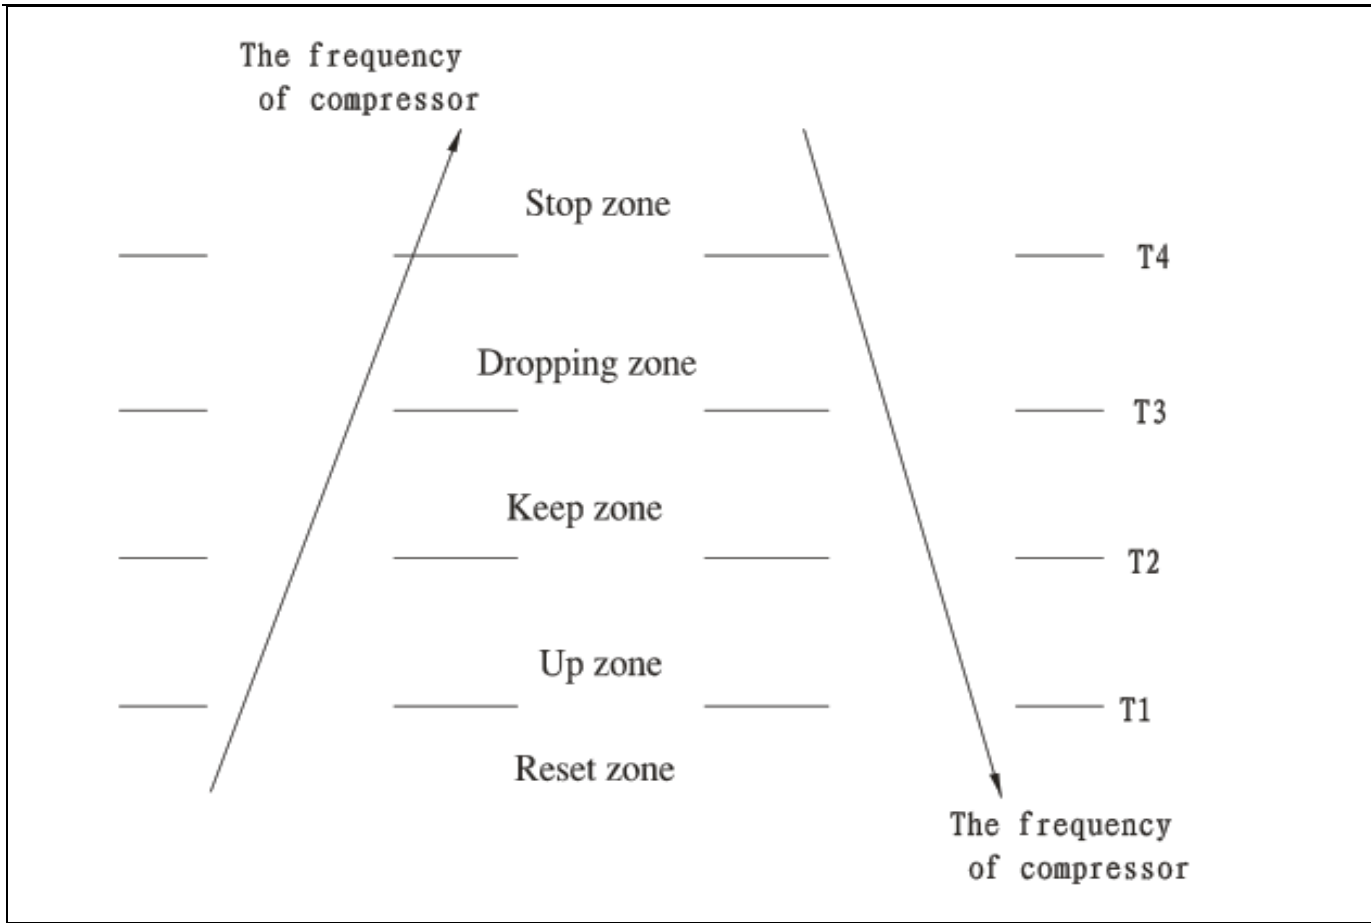 The frequency
of compressor
Stop zone
T4
Dropping zone
T3
Keep zone
T2
Up zone
T1
Reset zone
The frequency
of compressor